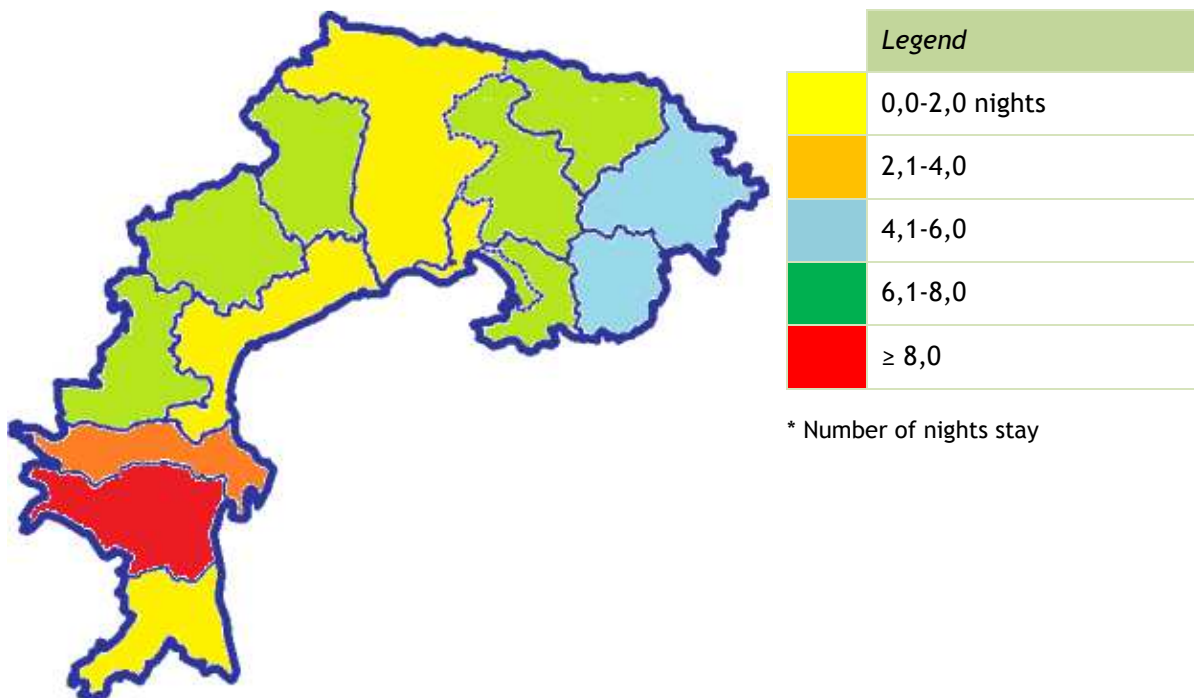 Legend
0,0-2,0 nights
2,1-4,0
4,1-6,0
6,1-8,0
≥ 8,0
* Number of nights stay